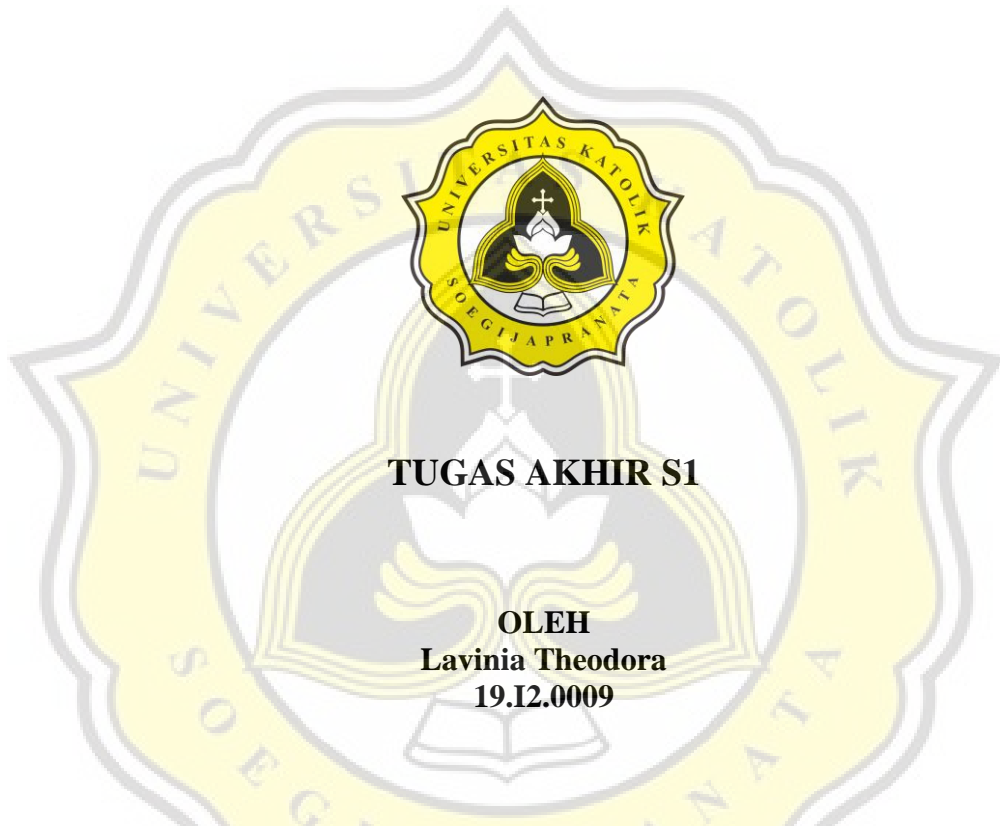 UNIVERSITAS KATOLIK
SOEGIJAPRANATA
TUGAS AKHIR S1
OLEH
Lavinia Theodora
19.I2.0009